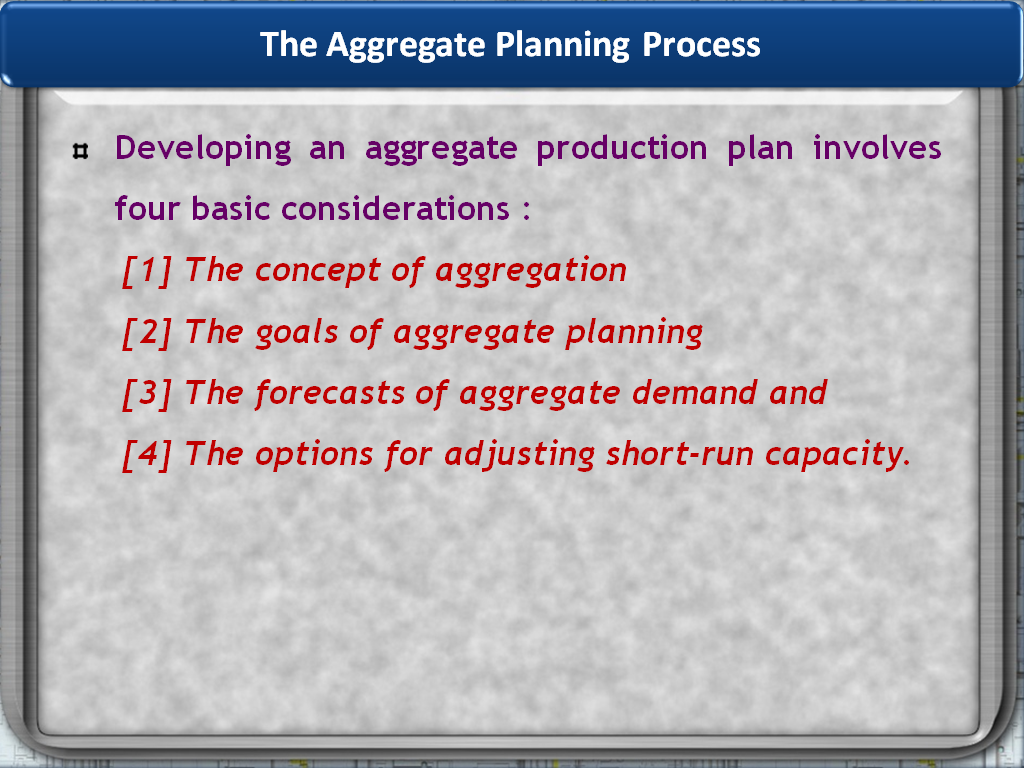 The Aggregate Planning Process
¤ Developing an aggregate production plan involves
four basic considerations :
[1] The concept of aggregation
[2] The goals of aggregate planning
[3] The forecasts of aggregate demand and
[4] The options for adjusting short-run capacity.